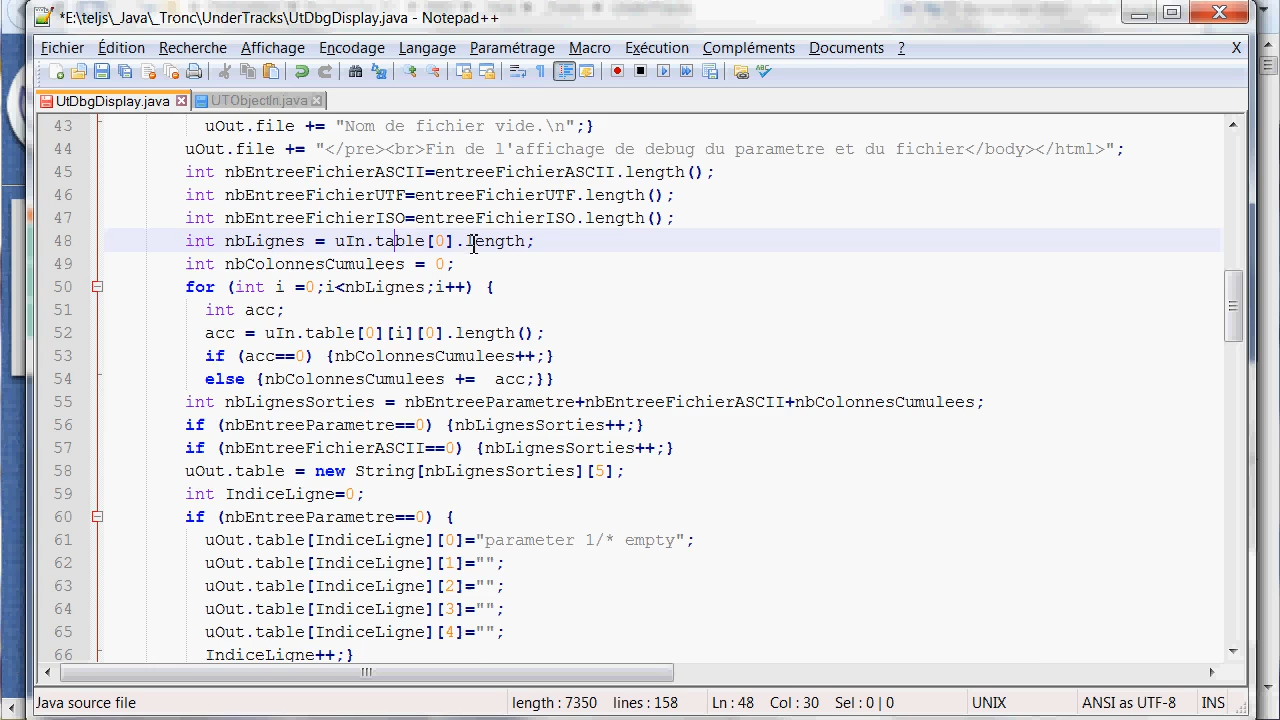 *E:\teljs\_Java\_Tronc\UnderTracks\UtDbgDisplay.java - Notepad++
Fichier Édition Recherche Affichage Encodage Langage Paramétrage Macro Exécution Compléments Documents ? X
UtDbgDisplay.java UTObjectIn.java
43 uOut.file += "Nom de fichier vide.\n";}
44 uOut.file += "</pre><br>Fin de l'affichage de debug du parametre et du fichier</body></html>";
45 int nbEntreeFichierASCII=entreeFichierASCII.length();
46 int nbEntreeFichierUTF=entreeFichierUTF.length();
47 int nbEntreeFichierISO=entreeFichierISO.length();
48 int nbLignes = uIn.table[0].length;
49 int nbColonnesCumulees = 0;
50 for (int i =0;i<nbLignes;i++) {
51 int acc;
52 acc = uIn.table[0][i][0].length();
53 if (acc==0) {nbColonnesCumulees++;}
54 else {nbColonnesCumulees +=  acc;}}
55 int nbLignesSorties = nbEntreeParametre+nbEntreeFichierASCII+nbColonnesCumulees;
56 if (nbEntreeParametre==0) {nbLignesSorties++;}
57 if (nbEntreeFichierASCII==0) {nbLignesSorties++;}
58 uOut.table = new String[nbLignesSorties][5];
59 int IndiceLigne=0;
60 if (nbEntreeParametre==0) {
61 uOut.table[IndiceLigne][0]="parameter 1/* empty";
62 uOut.table[IndiceLigne][1]="";
63 uOut.table[IndiceLigne][2]="";
64 uOut.table[IndiceLigne][3]="";
65 uOut.table[IndiceLigne][4]="";
66 IndiceLigne++;}
Java source file length : 7350 lines : 158 Ln : 48 Col : 30 Sel : 0 | 0 UNIX ANSI as UTF-8 INS